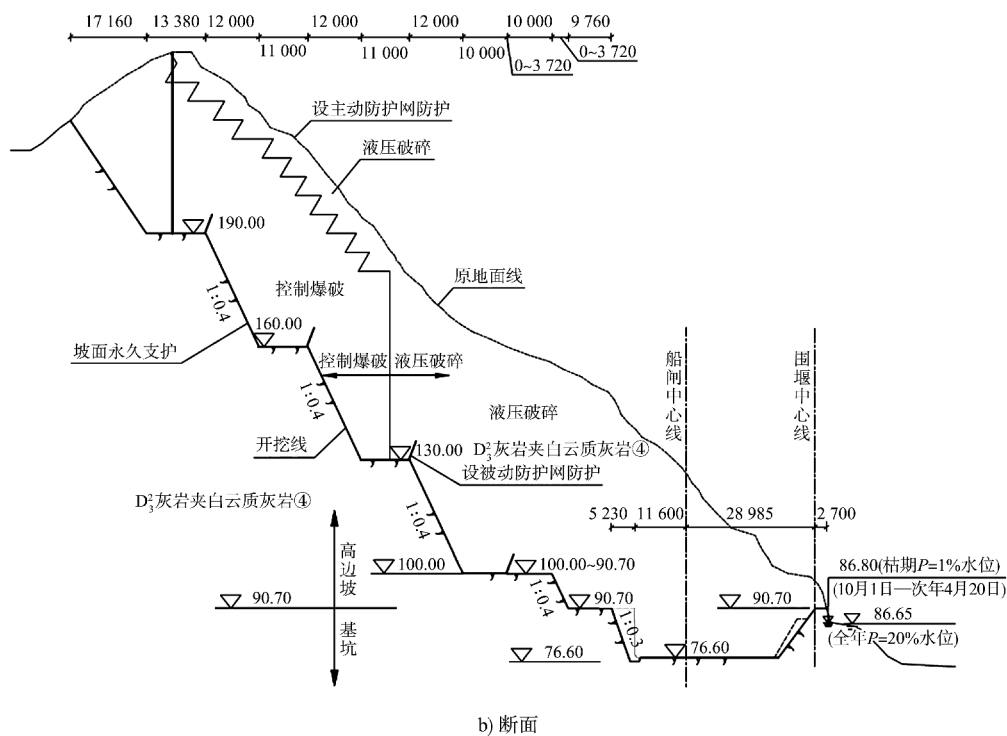 17 160 13 380 12 000 12 000 12 000 10 000 9 760
11 000 11 000 10 000 0~3 720
0~3 720
设主动防护网防护
液压破碎
190.00
原地面线
控制爆破
1:0.4
160.00
坡面永久支护
控制爆破 液压破碎
船闸中心线
围堰中心线
1:0.4
液压破碎
开挖线
130.00
D₃²灰岩夹白云质灰岩④
设被动防护网防护
D₃²灰岩夹白云质灰岩④
1:0.4
5 230 11 600 28 985 2 700
高边坡
100.00
100.00~90.70
86.80(枯期P=1%水位)
(10月1日—次年4月20日)
90.70
1:0.4
90.70
90.70
86.65
基坑
1:0.3
(全年P=20%水位)
76.60
76.60
b) 断面